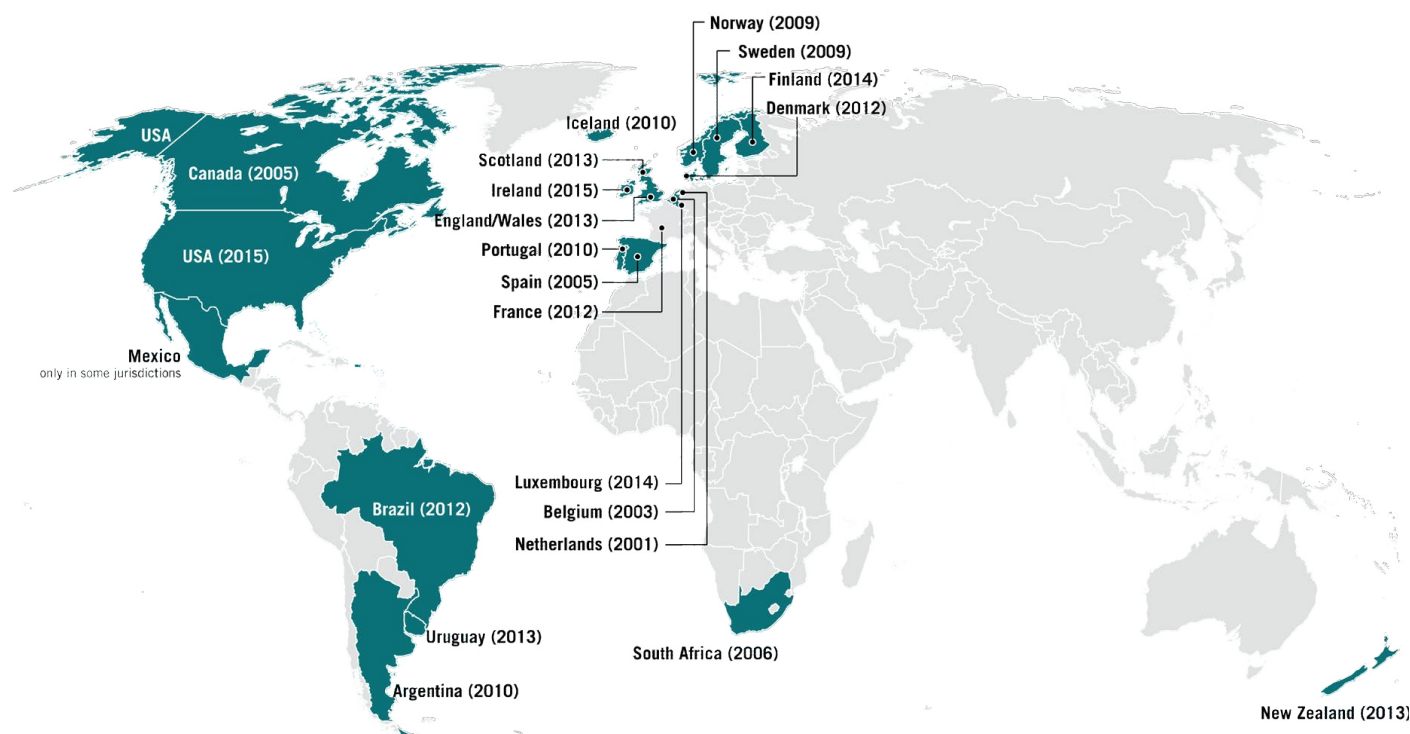 Norway (2009)
Sweden (2009)
Finland (2014)
Denmark (2012)
Iceland (2010)
USA
Scotland (2013)
Canada (2005)
Ireland (2015)
England/Wales (2013)
Portugal (2010)
USA (2015)
Spain (2005)
France (2012)
Mexico
only in some jurisdictions
Luxembourg (2014)
Brazil (2012)
Belgium (2003)
Netherlands (2001)
Uruguay (2013)
South Africa (2006)
Argentina (2010)
New Zealand (2013)